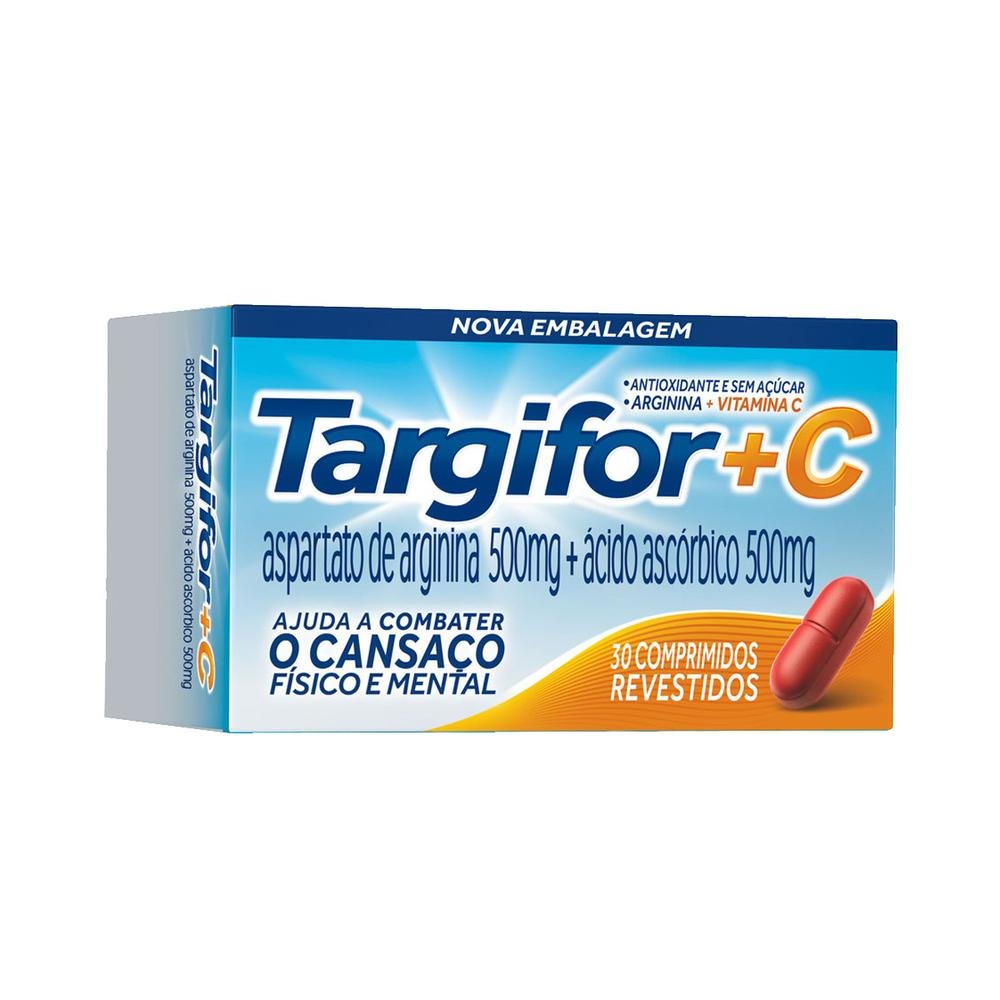 NOVA EMBALAGEM
•ANTIOXIDANTE E SEM AÇÚCAR
•ARGININA + VITAMINA C
Targifor+C
aspartato de arginina 500mg + ácido ascórbico 500mg
AJUDA A COMBATER
O CANSAÇO
FÍSICO E MENTAL
30 COMPRIMIDOS
REVESTIDOS
Targifor+C
aspartato de arginina 500mg + ácido ascórbico 500mg